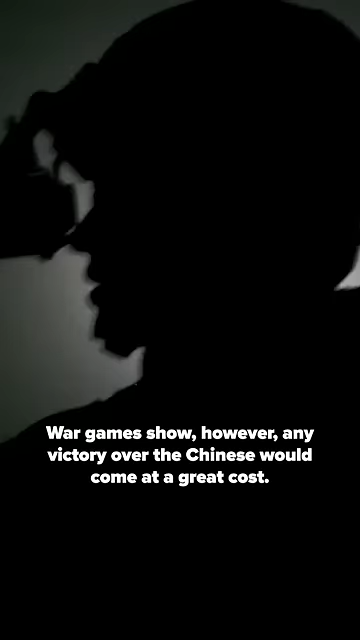 War games show, however, any
victory over the Chinese would
come at a great cost.